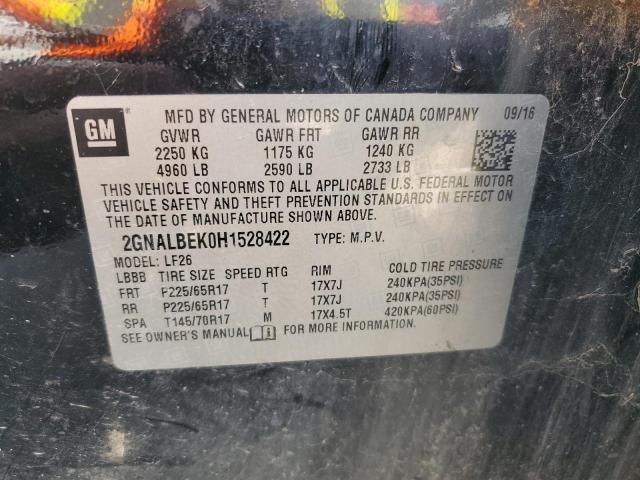 GM
MFD BY GENERAL MOTORS OF CANADA COMPANY 09/16
GVWR GAWR FRT GAWR RR
2250 KG 1175 KG 1240 KG
4960 LB 2590 LB 2733 LB
THIS VEHICLE CONFORMS TO ALL APPLICABLE U.S. FEDERAL MOTOR
VEHICLE SAFETY AND THEFT PREVENTION STANDARDS IN EFFECT ON
THE DATE OF MANUFACTURE SHOWN ABOVE.
2GNALBEK0H1528422 TYPE: M.P.V.
MODEL: LF26
LBBB TIRE SIZE SPEED RTG RIM COLD TIRE PRESSURE
FRT P225/65R17 T 17X7J 240KPA(35PSI)
RR P225/65R17 T 17X7J 240KPA(35PSI)
SPA T145/70R17 M 17X4.5T 420KPA(60PSI)
SEE OWNER'S MANUAL FOR MORE INFORMATION.